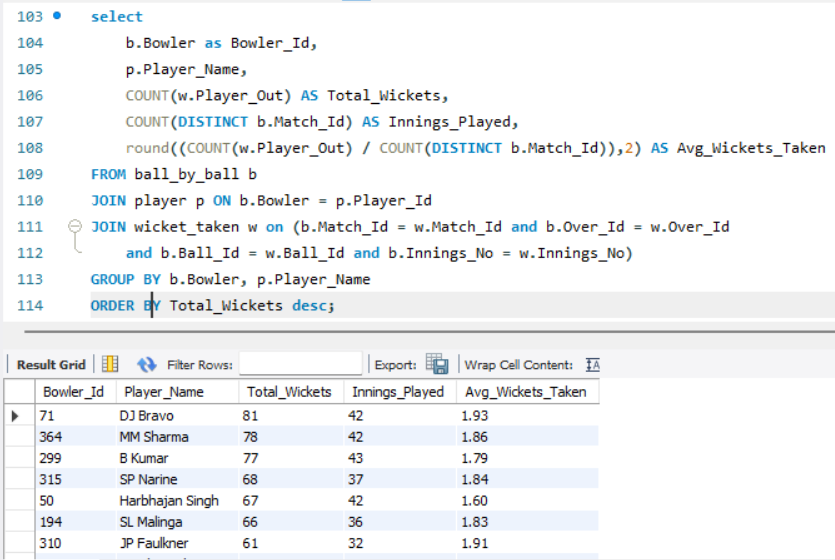 103 select
104 b.Bowler as Bowler_Id,
105 p.Player_Name,
106 COUNT(w.Player_Out) AS Total_Wickets,
107 COUNT(DISTINCT b.Match_Id) AS Innings_Played,
108 round((COUNT(w.Player_Out) / COUNT(DISTINCT b.Match_Id)),2) AS Avg_Wickets_Taken
109 FROM ball_by_ball b
110 JOIN player p ON b.Bowler = p.Player_Id
111 JOIN wicket_taken w on (b.Match_Id = w.Match_Id and b.Over_Id = w.Over_Id
112 and b.Ball_Id = w.Ball_Id and b.Innings_No = w.Innings_No)
113 GROUP BY b.Bowler, p.Player_Name
114 ORDER BY Total_Wickets desc;
Result Grid Filter Rows: Export: Wrap Cell Content:
Bowler_Id Player_Name Total_Wickets Innings_Played Avg_Wickets_Taken
71 DJ Bravo 81 42 1.93
364 MM Sharma 78 42 1.86
299 B Kumar 77 43 1.79
315 SP Narine 68 37 1.84
50 Harbhajan Singh 67 42 1.60
194 SL Malinga 66 36 1.83
310 JP Faulkner 61 32 1.91